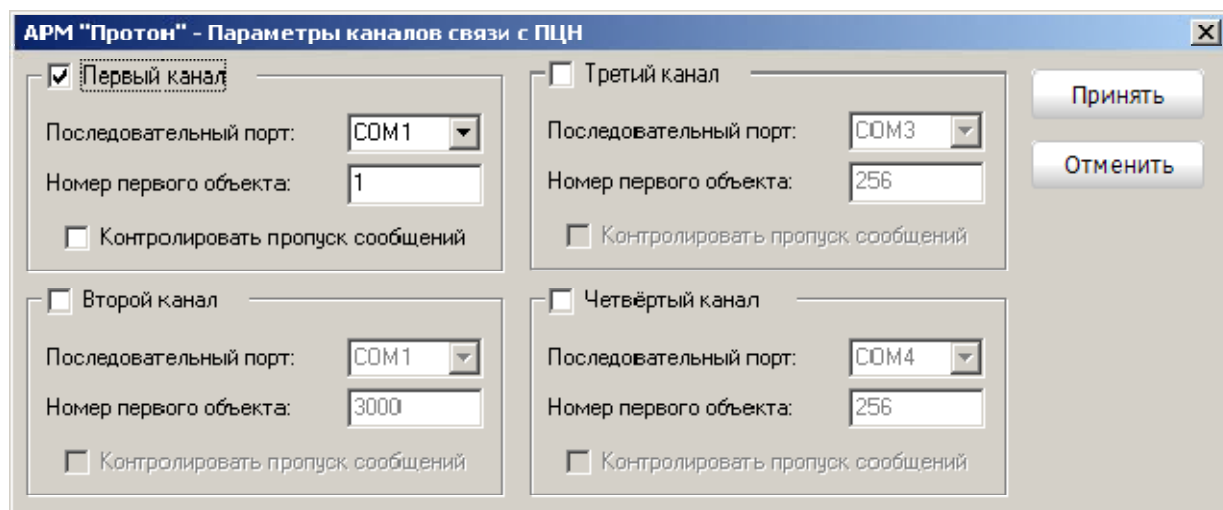 АРМ "Протон" - Параметры каналов связи с ПЦН
Первый канал
Последовательный порт: COM1
Номер первого объекта: 1
Контролировать пропуск сообщений
Второй канал
Последовательный порт: COM1
Номер первого объекта: 3000
Контролировать пропуск сообщений
Третий канал
Последовательный порт: COM3
Номер первого объекта: 256
Контролировать пропуск сообщений
Четвёртый канал
Последовательный порт: COM4
Номер первого объекта: 256
Контролировать пропуск сообщений
Принять
Отменить